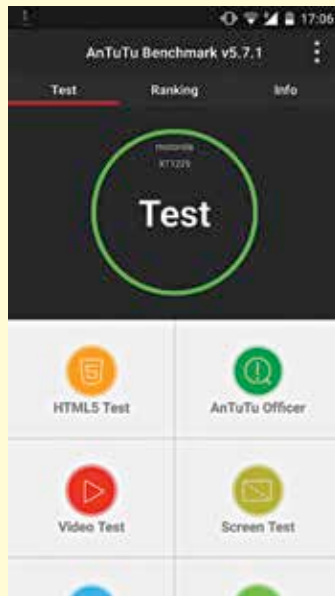 17:06
AnTuTu Benchmark v5.7.1
Test Ranking Info
motorola
XT1225
Test
HTML5 Test AnTuTu Officer
Video Test Screen Test